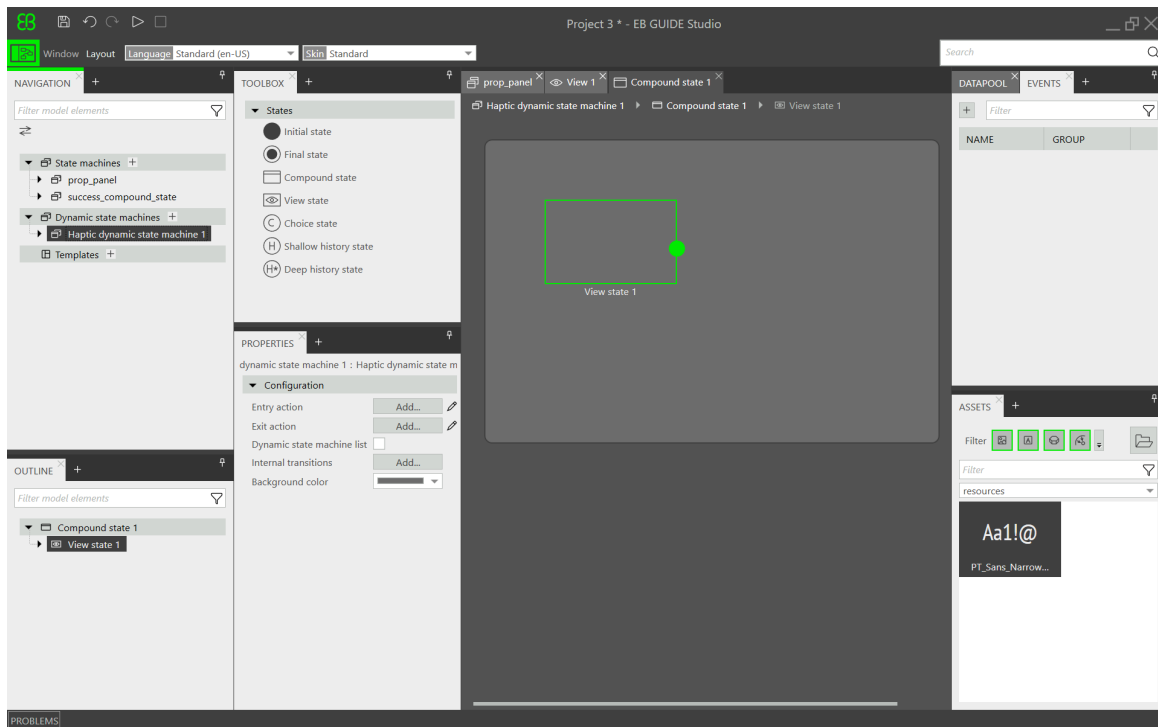 EB
Project 3 * - EB GUIDE Studio
Window Layout Language Standard (en-US) Skin Standard
Search
NAVIGATION
Filter model elements
State machines
prop_panel
success_compound_state
Dynamic state machines
Haptic dynamic state machine 1
Templates
OUTLINE
Filter model elements
Compound state 1
View state 1
TOOLBOX
States
Initial state
Final state
Compound state
View state
C Choice state
H Shallow history state
H* Deep history state
PROPERTIES
dynamic state machine 1 : Haptic dynamic state m
Configuration
Entry action Add...
Exit action Add...
Dynamic state machine list
Internal transitions Add...
Background color
prop_panel View 1 Compound state 1
Haptic dynamic state machine 1 Compound state 1 View state 1
View state 1
DATAPOOL EVENTS
Filter
NAME GROUP
ASSETS
Filter
Filter
resources
Aa1!@
PT_Sans_Narrow...
PROBLEMS